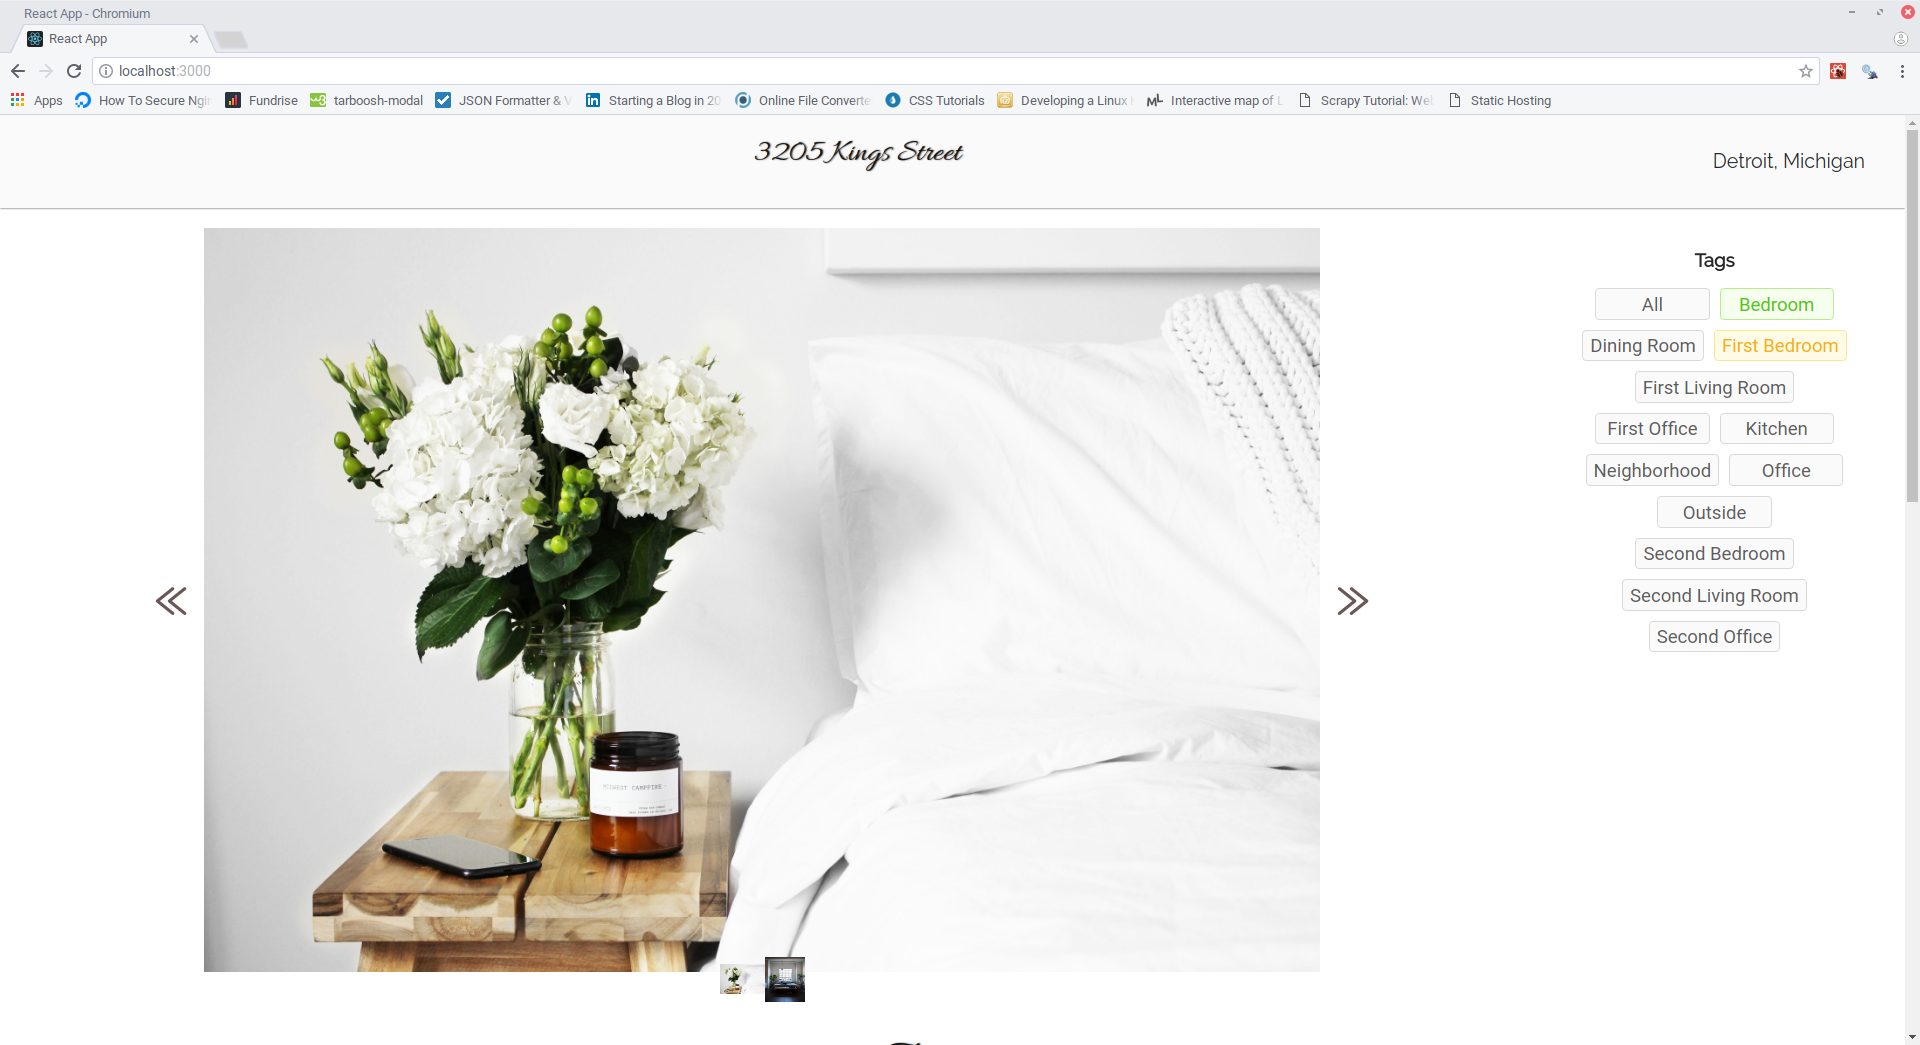 React App - Chromium
React App
localhost:3000
Apps How To Secure Ngi Fundrise tarboosh-modal JSON Formatter & V Starting a Blog in 20 Online File Converte CSS Tutorials Developing a Linux Interactive map of L Scrapy Tutorial: We Static Hosting
3205 Kings Street
Detroit, Michigan
Tags
All Bedroom
Dining Room First Bedroom
First Living Room
First Office Kitchen
Neighborhood Office
Outside
Second Bedroom
Second Living Room
Second Office
MIDWEST CAMPFIRE